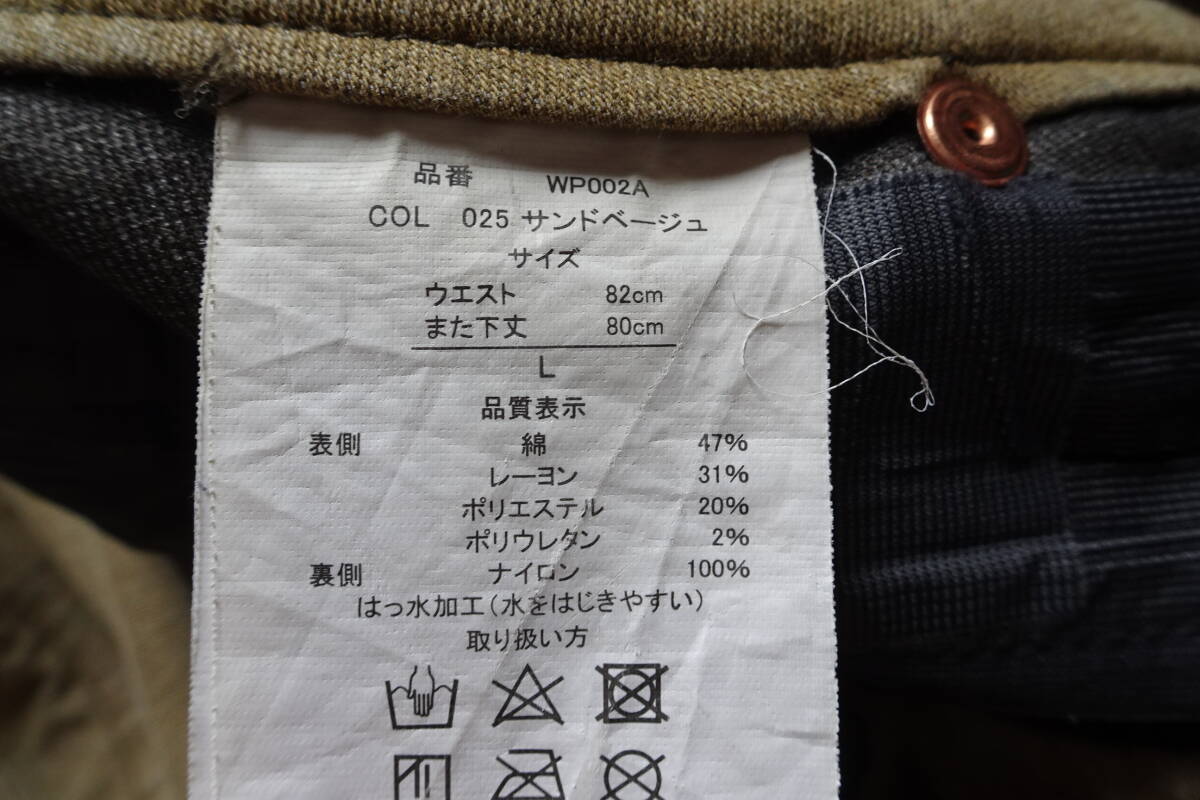 品番 WP002A
COL 025 サンドベージュ
サイズ
ウエスト 82cm
また下丈 80cm
L
品質表示
表側 綿 47%
レーヨン 31%
ポリエステル 20%
ポリウレタン 2%
裏側 ナイロン 100%
はっ水加工(水をはじきやすい)
取り扱い方